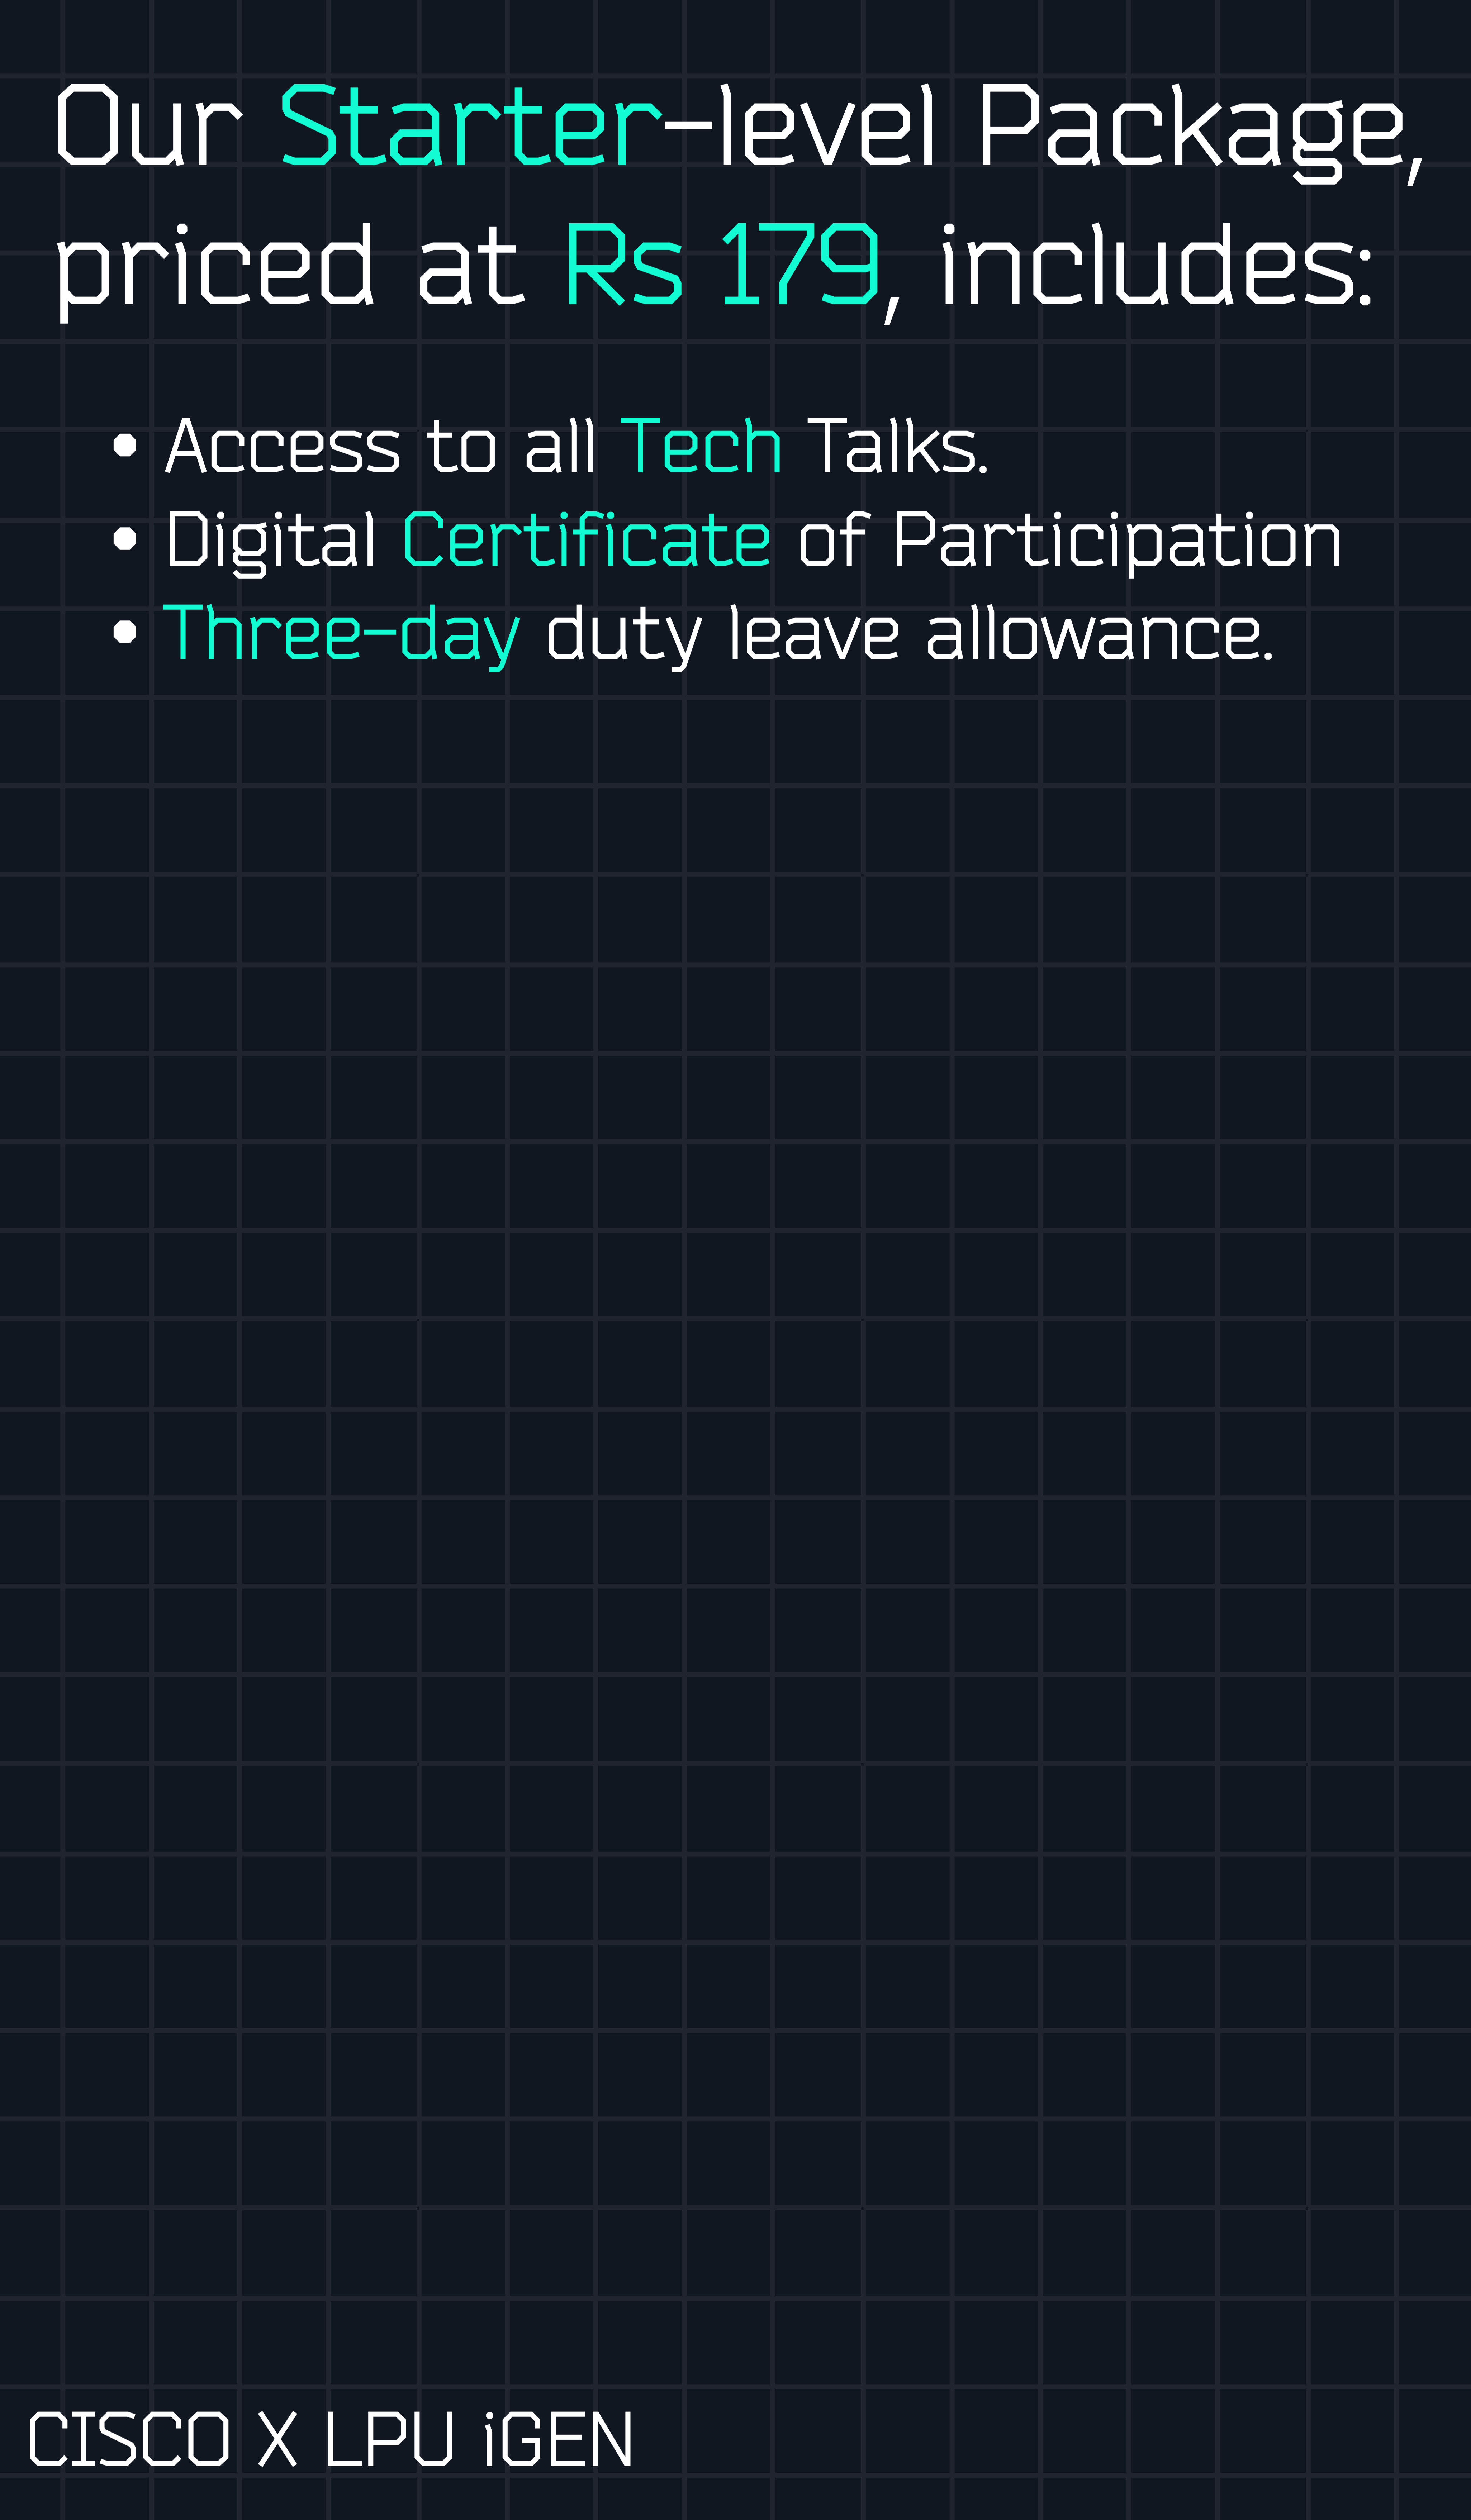 Our Starter-level Package,
priced at Rs 179, includes:
• Access to all Tech Talks.
• Digital Certificate of Participation
• Three-day duty leave allowance.
CISCO X LPU iGEN